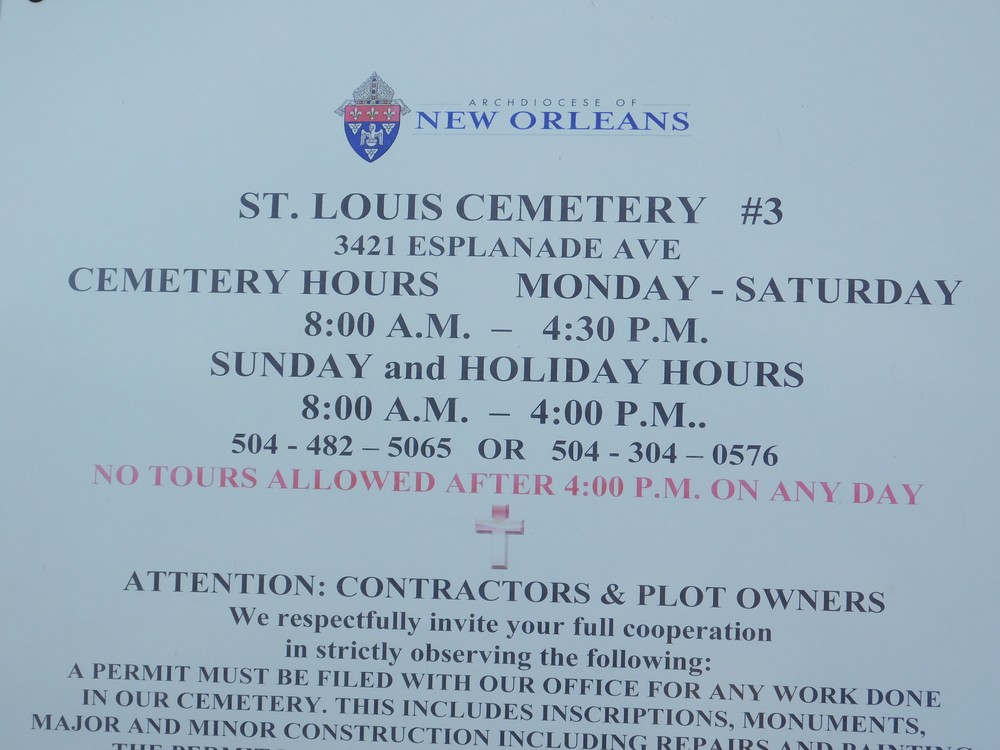 ARCHDIOCESE OF
NEW ORLEANS
ST. LOUIS CEMETERY #3
3421 ESPLANADE AVE
CEMETERY HOURS MONDAY - SATURDAY
8:00 A.M. – 4:30 P.M.
SUNDAY and HOLIDAY HOURS
8:00 A.M. – 4:00 P.M..
504 - 482 – 5065 OR 504 - 304 – 0576
NO TOURS ALLOWED AFTER 4:00 P.M. ON ANY DAY
ATTENTION: CONTRACTORS & PLOT OWNERS
We respectfully invite your full cooperation
in strictly observing the following:
A PERMIT MUST BE FILED WITH OUR OFFICE FOR ANY WORK DONE
IN OUR CEMETERY. THIS INCLUDES INSCRIPTIONS, MONUMENTS,
MAJOR AND MINOR CONSTRUCTION INCLUDING REPAIRS AND PAINTING
THE